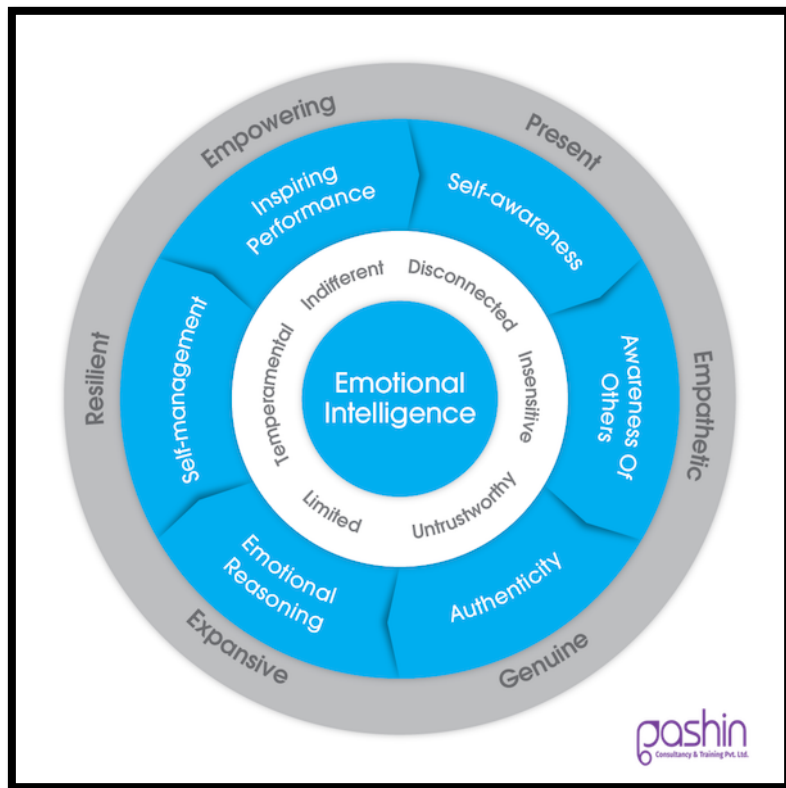 Emotional
Intelligence
Disconnected
Insensitive
Untrustworthy
Limited
Temperamental
Indifferent
Self-awareness
Awareness Of
Others
Authenticity
Emotional
Reasoning
Self-management
Inspiring
Performance
Present
Empathetic
Genuine
Expansive
Resilient
Empowering
pashin
Consultancy & Training Pvt. Ltd.